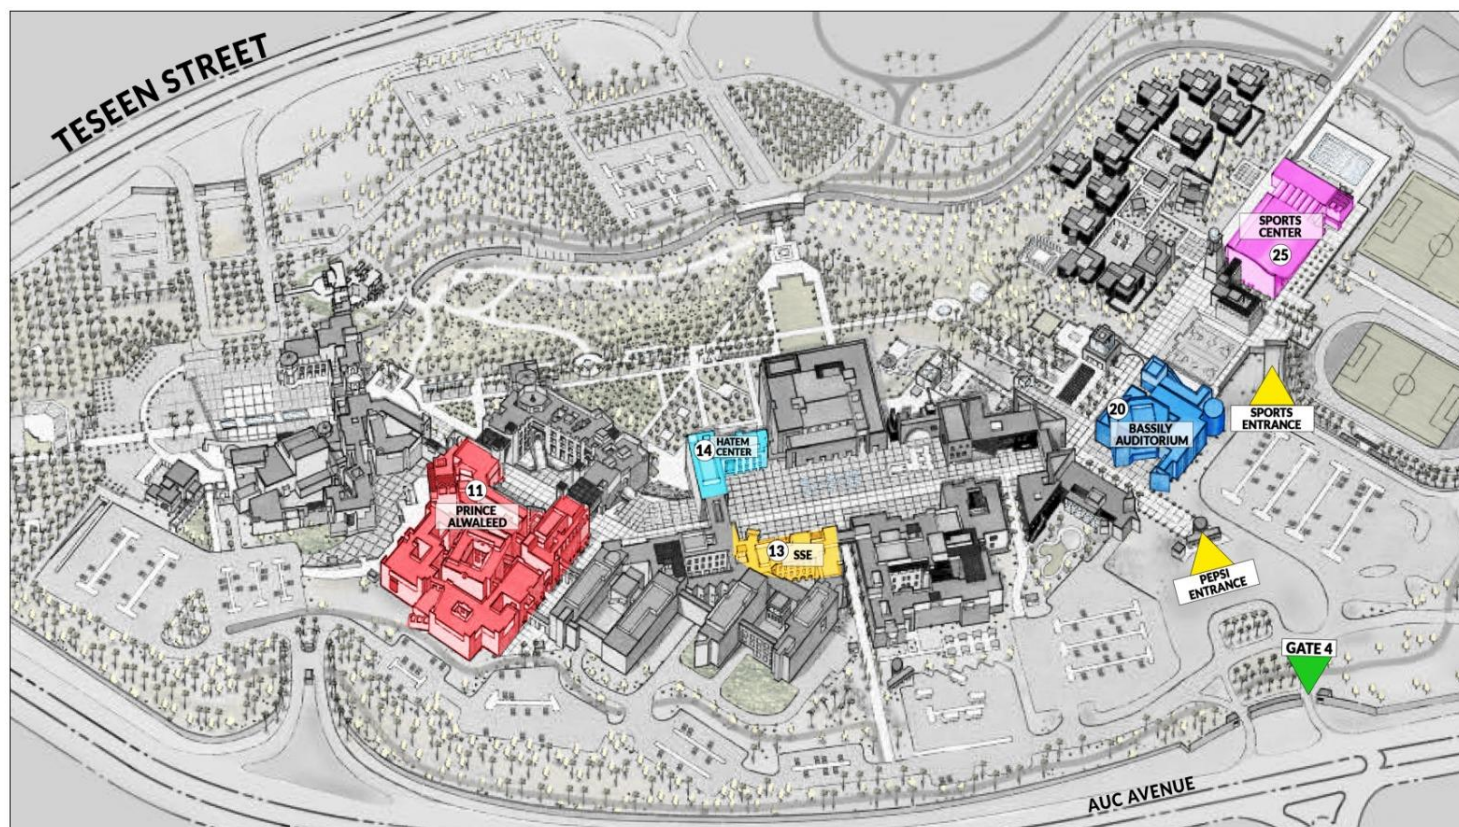 TESEEN STREET
SPORTS
CENTER
25
20
BASSILY
AUDITORIUM
SPORTS
ENTRANCE
14
HATEM
CENTER
11
PRINCE
ALWALEED
13 SSE
PEPSI
ENTRANCE
GATE 4
AUC AVENUE